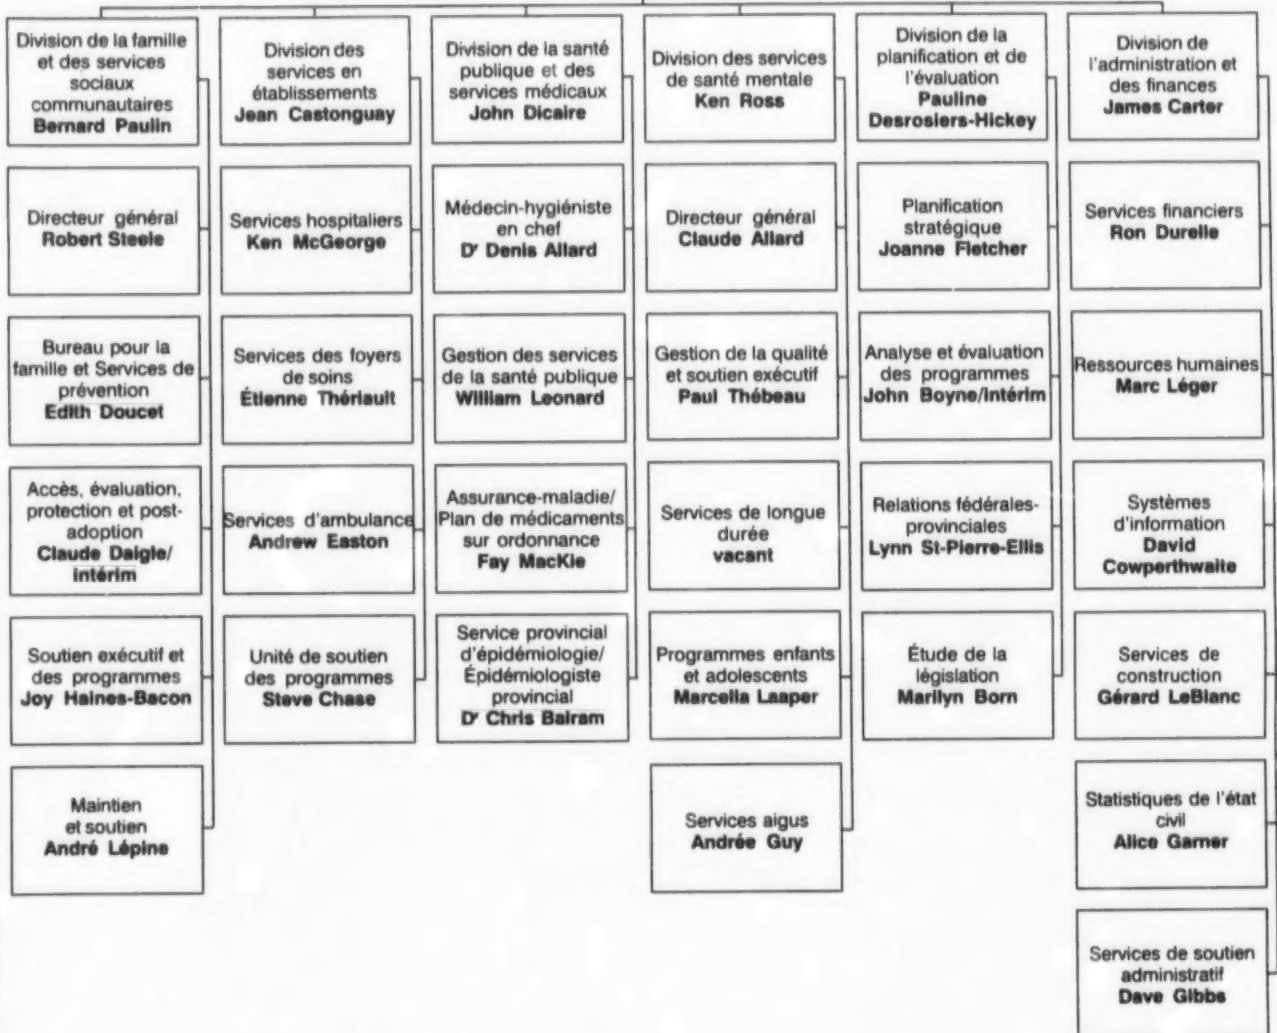 Division de la famille
et des services
sociaux
communautaires
Bernard Paulin
Directeur général
Robert Steele
Bureau pour la
famille et Services de
prévention
Edith Doucet
Accès, évaluation,
protection et post-
adoption
Claude Daigle/
intérim
Soutien exécutif et
des programmes
Joy Haines-Bacon
Maintien
et soutien
André Lépine
Division des
services en
établissements
Jean Castonguay
Services hospitaliers
Ken McGeorge
Services des foyers
de soins
Étienne Thériault
Services d'ambulance
Andrew Easton
Unité de soutien
des programmes
Steve Chase
Division de la santé
publique et des
services médicaux
John Dicaire
Médecin-hygiéniste
en chef
Dr Denis Allard
Gestion des services
de la santé publique
William Leonard
Assurance-maladie/
Plan de médicaments
sur ordonnance
Fay MacKie
Service provincial
d'épidémiologie/
Épidémiologiste
provincial
Dr Chris Balram
Division des services
de santé mentale
Ken Ross
Directeur général
Claude Allard
Gestion de la qualité
et soutien exécutif
Paul Thébeau
Services de longue
durée
vacant
Programmes enfants
et adolescents
Marcella Laaper
Services aigus
Andrée Guy
Division de la
planification et de
l'évaluation
Pauline
Desrosiers-Hickey
Planification
stratégique
Joanne Fletcher
Analyse et évaluation
des programmes
John Boyne/intérim
Relations fédérales-
provinciales
Lynn St-Pierre-Ellis
Étude de la
législation
Marilyn Born
Division de
l'administration et
des finances
James Carter
Services financiers
Ron Durelle
Ressources humaines
Marc Léger
Systèmes
d'information
David
Cowperthwaite
Services de
construction
Gérard LeBlanc
Statistiques de l'état
civil
Alice Garner
Services de soutien
administratif
Dave Gibbs